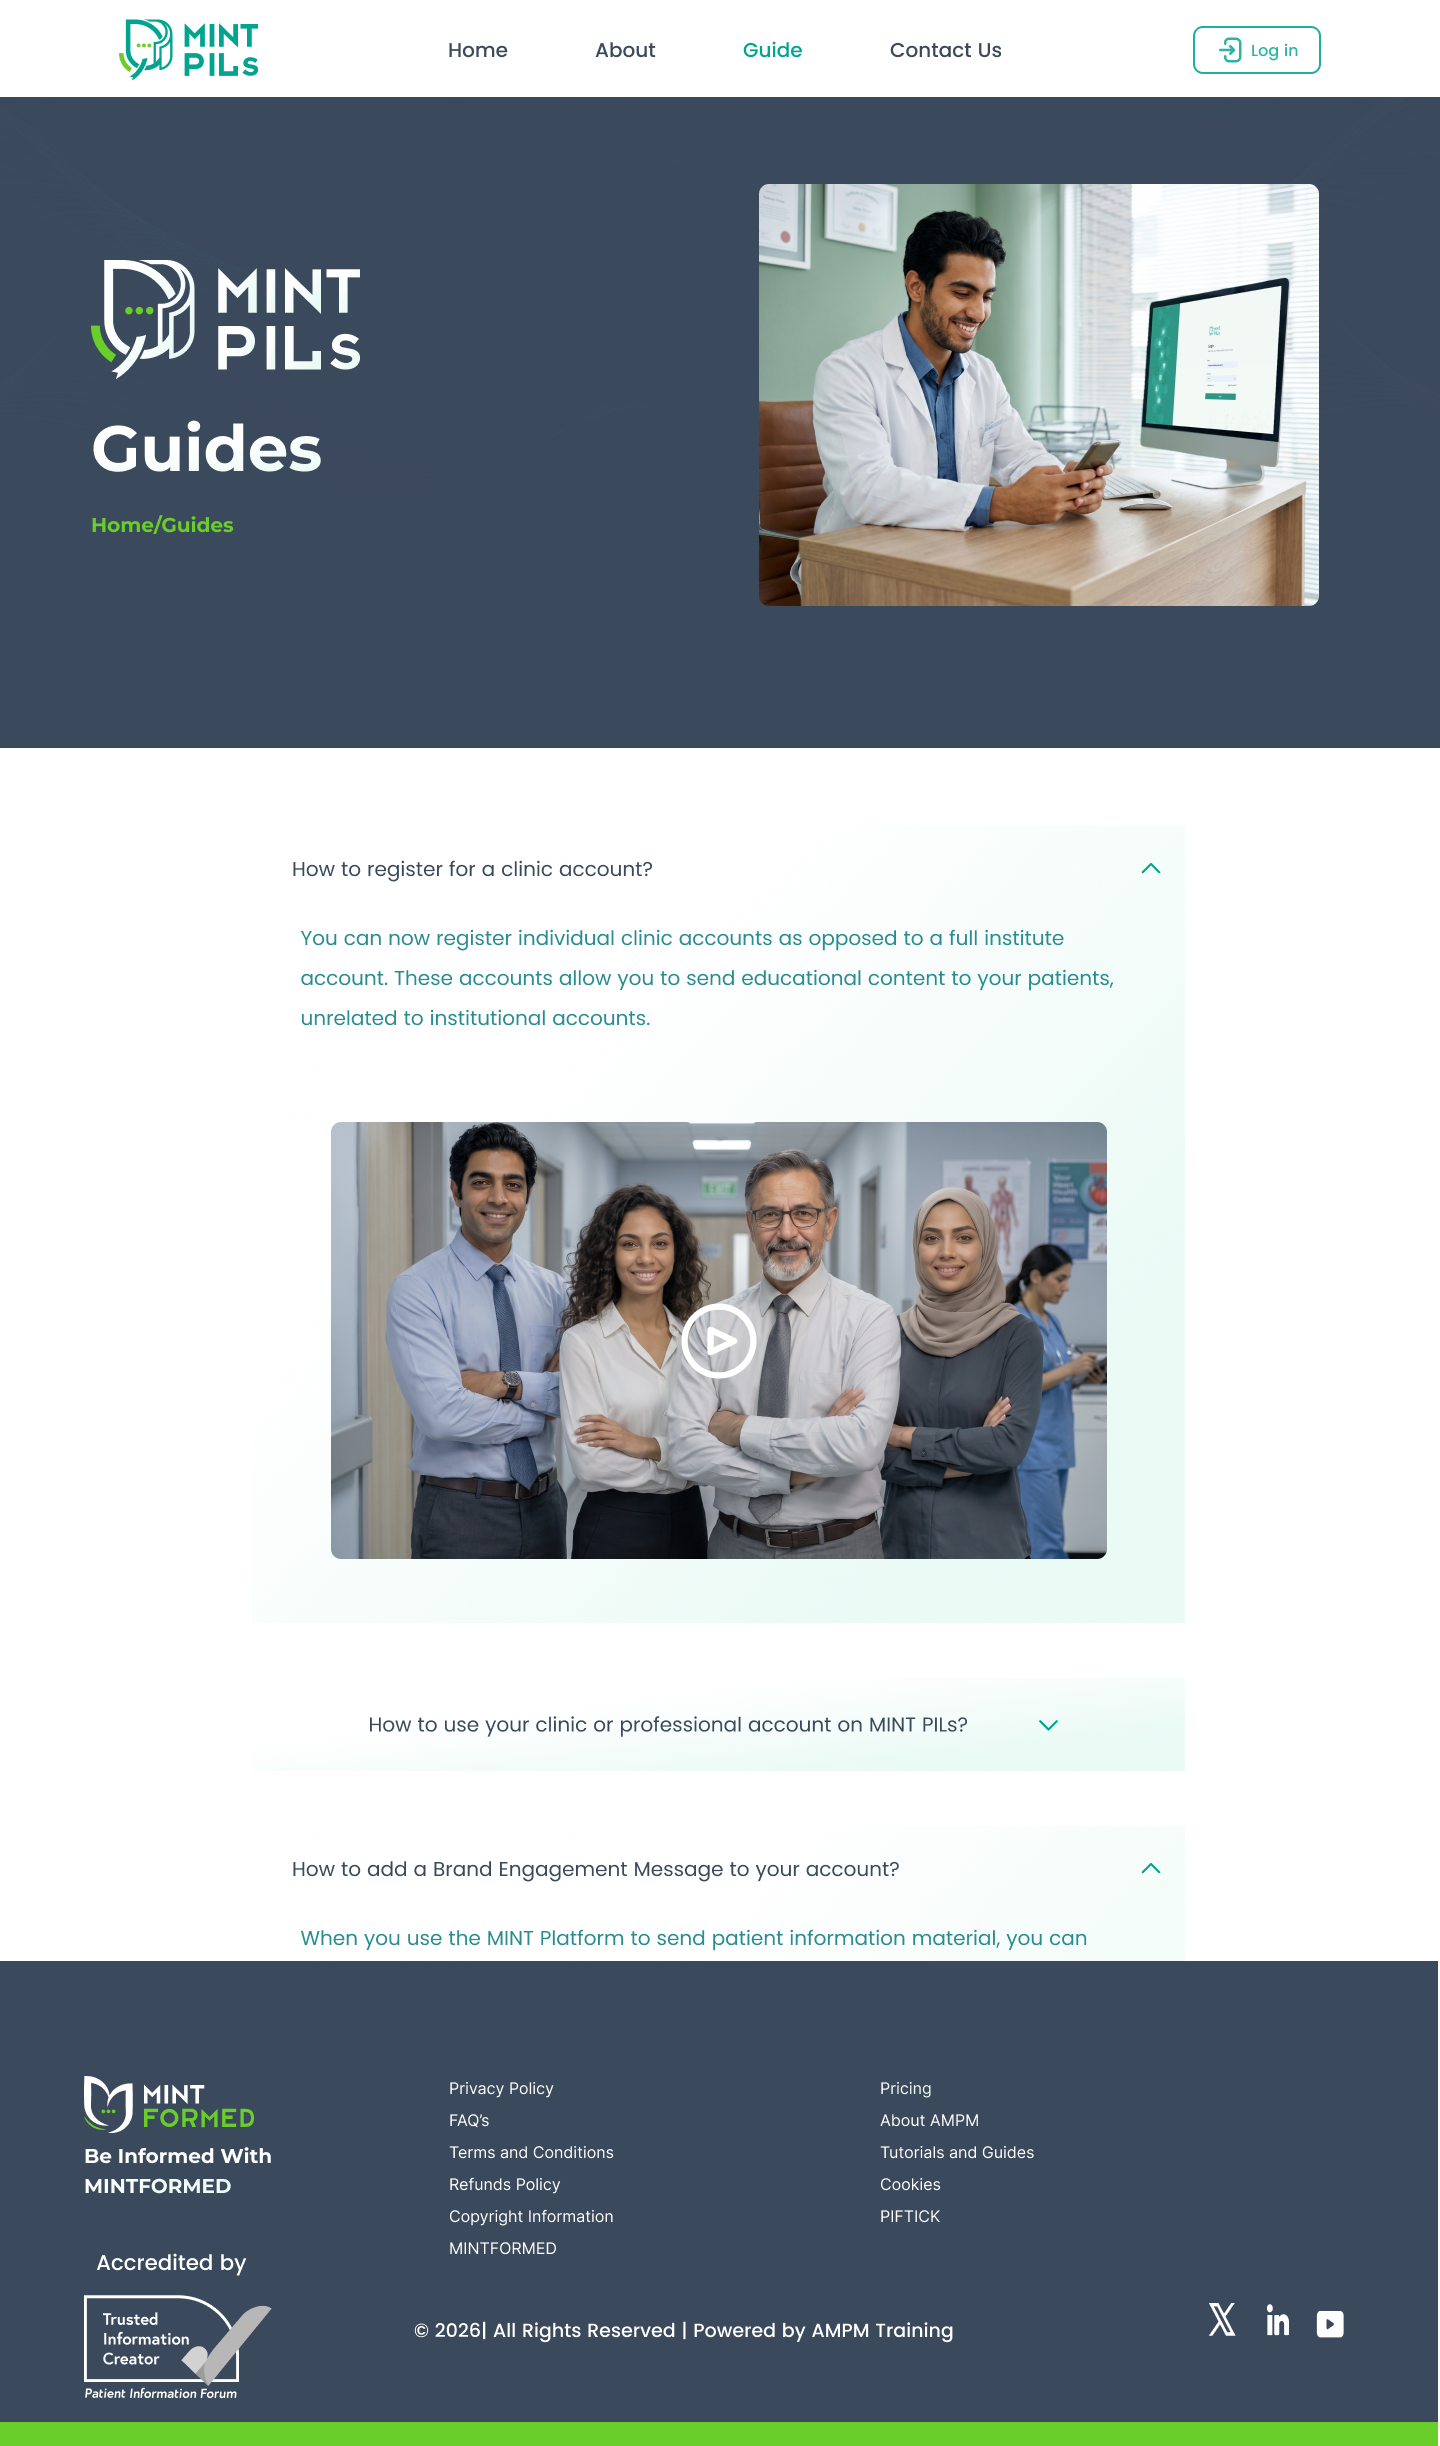 MINT
PILS
Home
About
Guide
Contact Us
Log in
MINT
PILS
Guides
Home/Guides
How to register for a clinic account?
You can now register individual clinic accounts as opposed to a full institute
account. These accounts allow you to send educational content to your patients,
unrelated to institutional accounts.
How to use your clinic or professional account on MINT PILs?
How to add a Brand Engagement Message to your account?
When you use the MINT Platform to send patient information material, you can
MINT
FORMED
Be Informed With
MINTFORMED
Privacy Policy
FAQ’s
Terms and Conditions
Refunds Policy
Copyright Information
MINTFORMED
Pricing
About AMPM
Tutorials and Guides
Cookies
PIFTICK
Accredited by
Trusted
Information
Creator
Patient Information Forum
© 2026| All Rights Reserved | Powered by AMPM Training